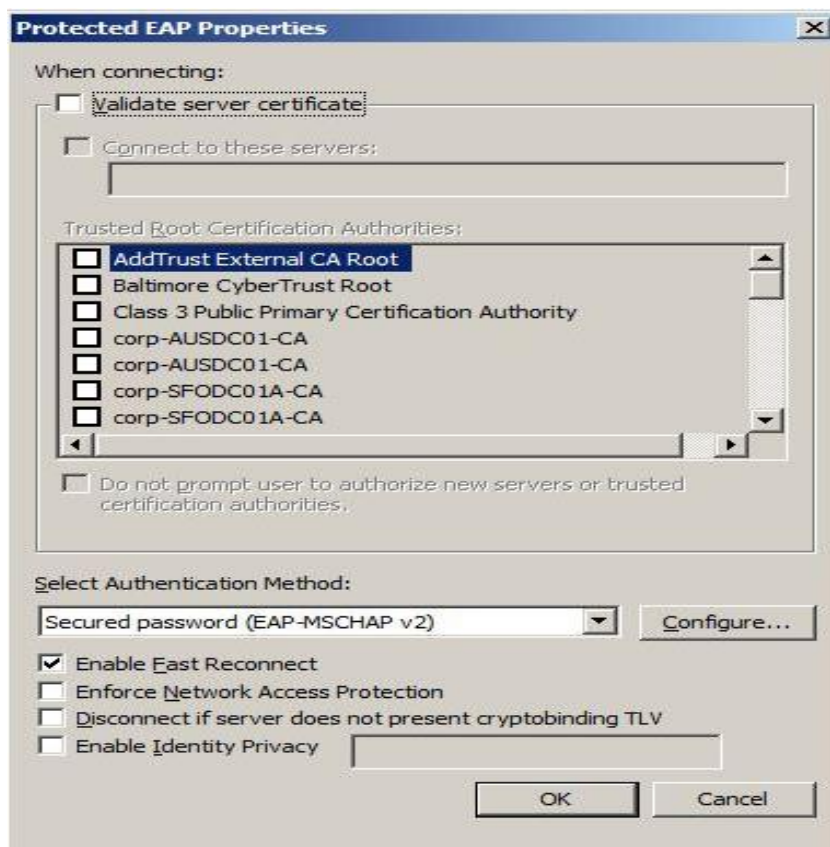 Protected EAP Properties
When connecting:
Validate server certificate
Connect to these servers:
Trusted Root Certification Authorities:
AddTrust External CA Root
Baltimore CyberTrust Root
Class 3 Public Primary Certification Authority
corp-AUSDC01-CA
corp-AUSDC01-CA
corp-SFODC01A-CA
corp-SFODC01A-CA
Do not prompt user to authorize new servers or trusted
certification authorities.
Select Authentication Method:
Secured password (EAP-MSCHAP v2) Configure...
Enable Fast Reconnect
Enforce Network Access Protection
Disconnect if server does not present cryptobinding TLV
Enable Identity Privacy
OK Cancel